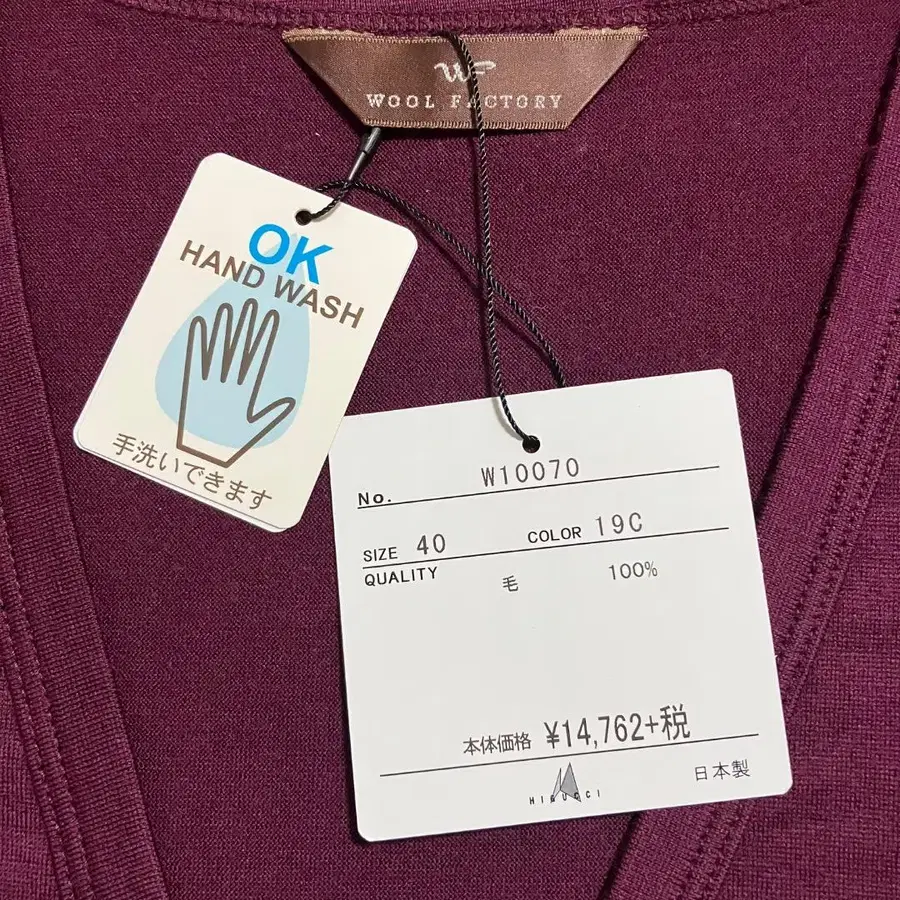 WF
WOOL FACTORY
OK
HAND WASH
手洗いできます
No. W10070
SIZE 40 COLOR 19C
QUALITY 毛 100%
本体価格 ¥14,762+税
HIGUCCI
日本製